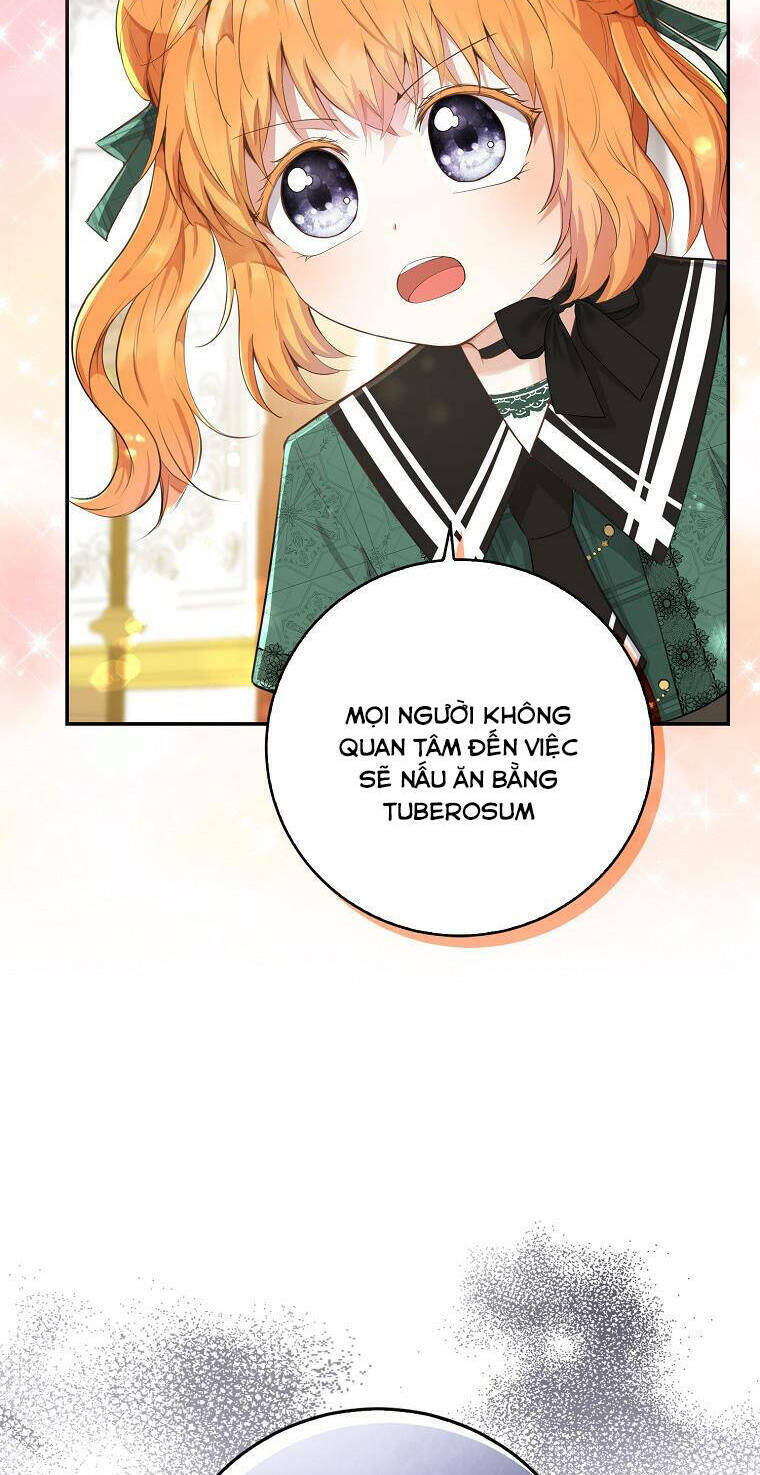 MỌI NGƯỜI KHÔNG
QUAN TÂM ĐẾN VIỆC
SẼ NẤU ĂN BẰNG
TUBEROSUM